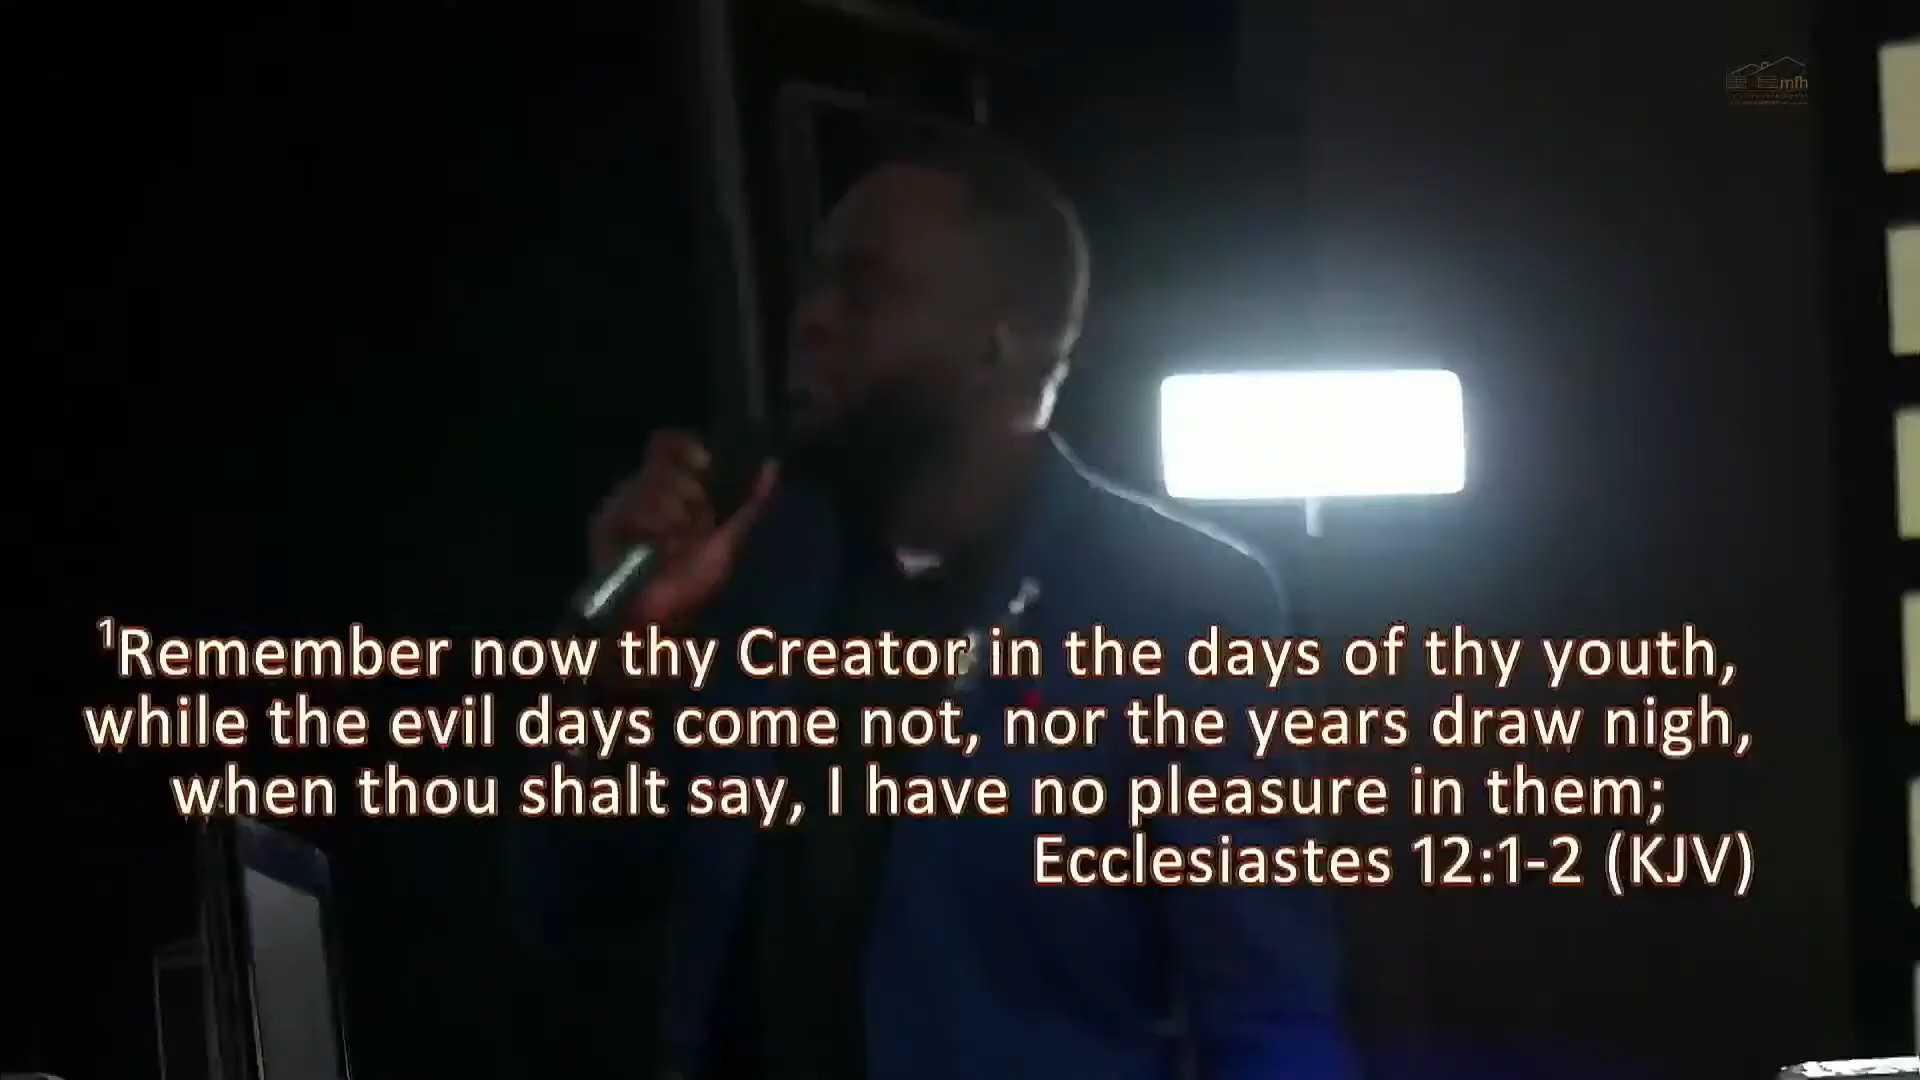 mfh
¹Remember now thy Creator in the days of thy youth,
while the evil days come not, nor the years draw nigh,
when thou shalt say, I have no pleasure in them;
Ecclesiastes 12:1-2 (KJV)